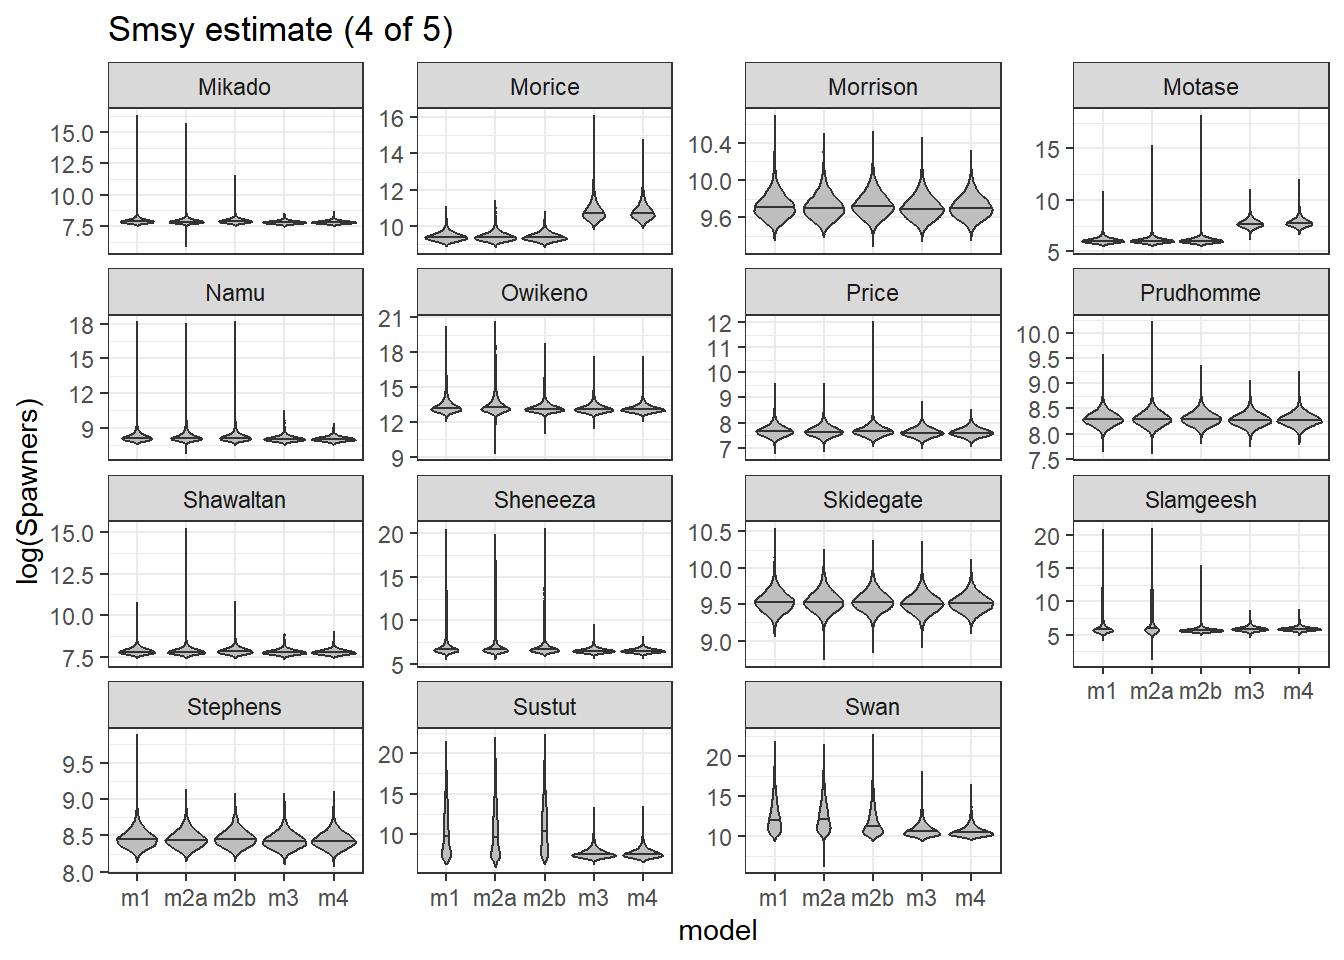 Smsy estimate (4 of 5)
Mikado
Morice
Morrison
Motase
15.0
12.5
10.0
7.5
16
14
12
10
10.4
10.0
9.6
15
10
5
Namu
Owikeno
Price
Prudhomme
18
15
12
9
21
18
15
12
9
12
11
10
9
8
7
10.0
9.5
9.0
8.5
8.0
7.5
log(Spawners)
Shawaltan
Sheneeza
Skidegate
Slamgeesh
15.0
12.5
10.0
7.5
20
15
10
5
10.5
10.0
9.5
9.0
20
15
10
5
m1 m2a m2b m3 m4
Stephens
Sustut
Swan
9.5
9.0
8.5
8.0
20
15
10
20
15
10
m1 m2a m2b m3 m4
m1 m2a m2b m3 m4
m1 m2a m2b m3 m4
model